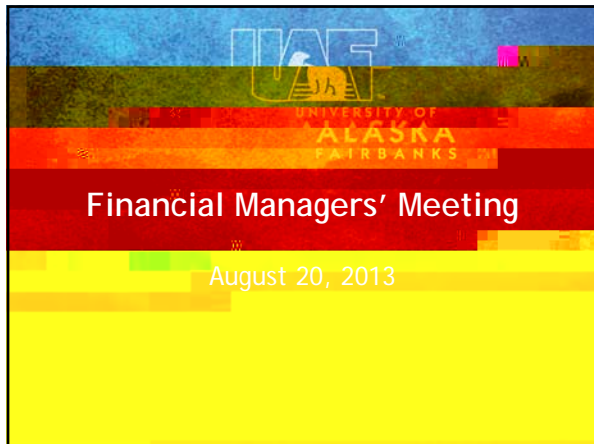 UAF
UNIVERSITY OF
ALASKA
FAIRBANKS
Financial Managers' Meeting
August 20, 2013